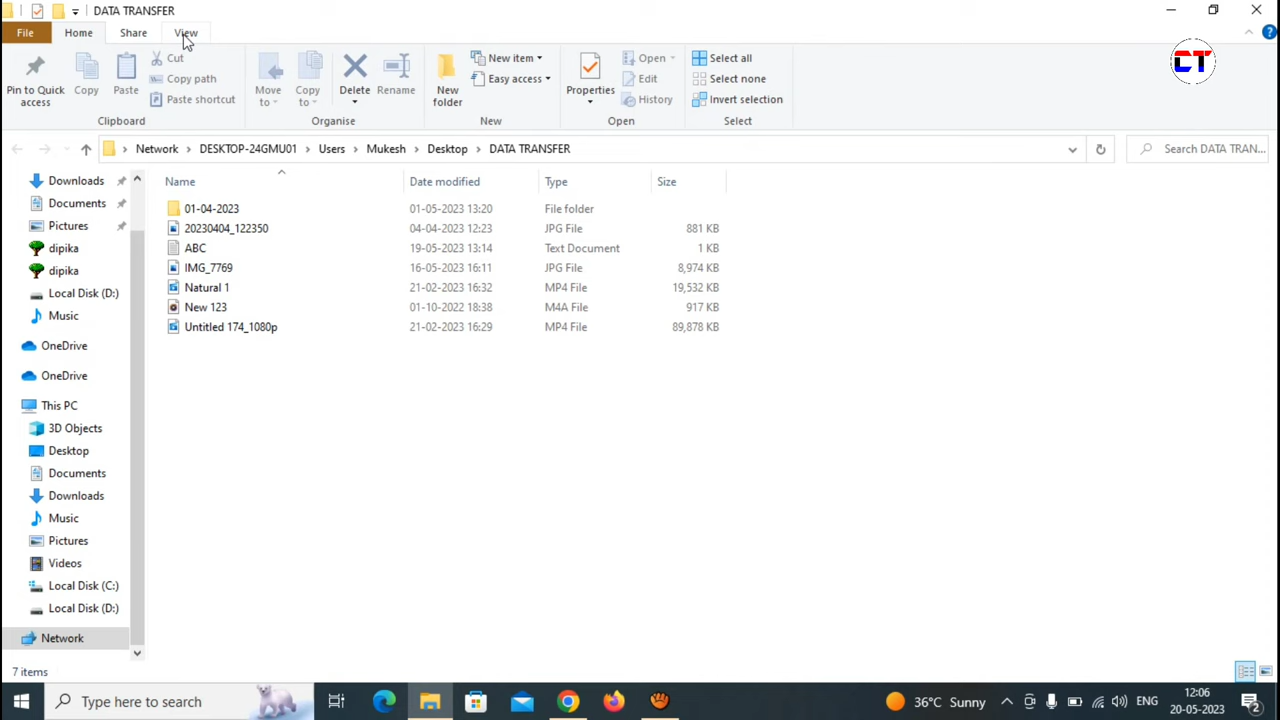 DATA TRANSFER
File Home Share View
Pin to Quick access
Copy
Paste
Cut
Copy path
Paste shortcut
Clipboard
Move to
Copy to
Delete
Rename
Organise
New folder
New item
Easy access
New
Properties
Open
Edit
History
Open
Select all
Select none
Invert selection
Select
CT
Network DESKTOP-24GMU01 Users Mukesh Desktop DATA TRANSFER
Search DATA TRAN...
Downloads
Documents
Pictures
dipika
dipika
Local Disk (D:)
Music
OneDrive
OneDrive
This PC
3D Objects
Desktop
Documents
Downloads
Music
Pictures
Videos
Local Disk (C:)
Local Disk (D:)
Network
Name Date modified Type Size
01-04-2023 01-05-2023 13:20 File folder
20230404_122350 04-04-2023 12:23 JPG File 881 KB
ABC 19-05-2023 13:14 Text Document 1 KB
IMG_7769 16-05-2023 16:11 JPG File 8,974 KB
Natural 1 21-02-2023 16:32 MP4 File 19,532 KB
New 123 01-10-2022 18:38 M4A File 917 KB
Untitled 174_1080p 21-02-2023 16:29 MP4 File 89,878 KB
7 items
Type here to search
36°C Sunny
ENG
12:06
20-05-2023
2